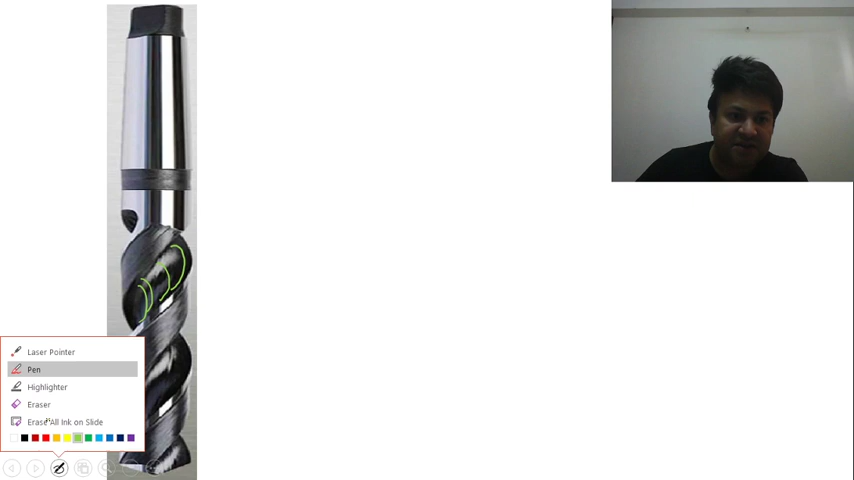 Laser Pointer
Pen
Highlighter
Eraser
Erase All Ink on Slide